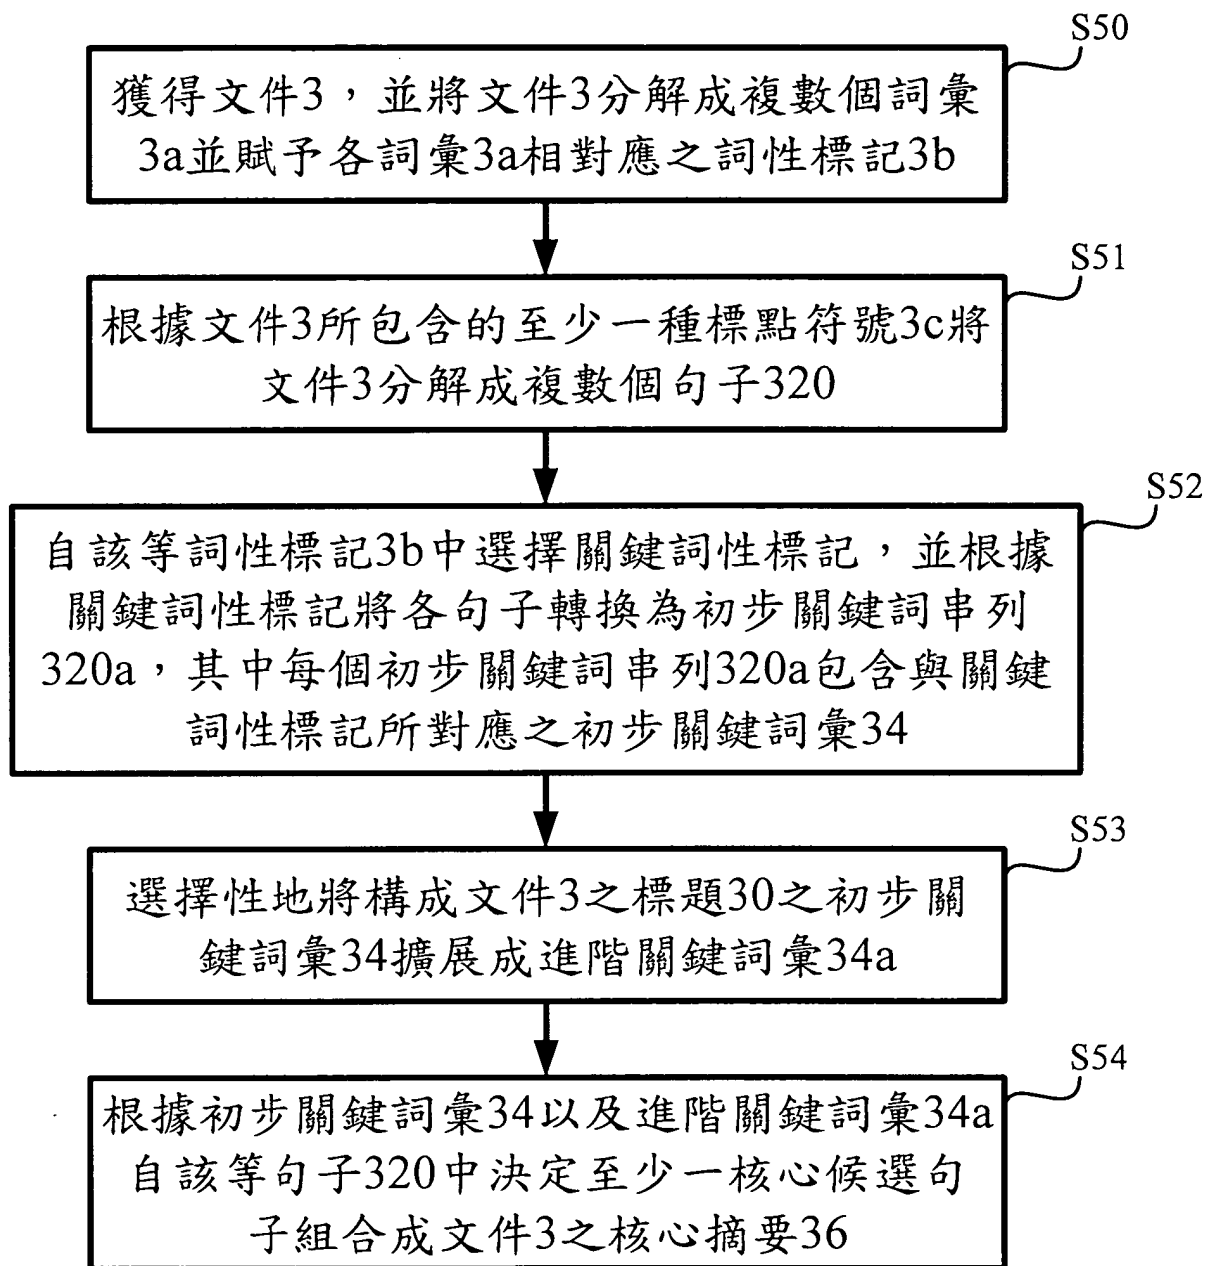 S50
獲得文件3，並將文件3分解成複數個詞彙
3a並賦予各詞彙3a相對應之詞性標記3b
S51
根據文件3所包含的至少一種標點符號3c將
文件3分解成複數個句子320
S52
自該等詞性標記3b中選擇關鍵詞性標記，並根據
關鍵詞性標記將各句子轉換為初步關鍵詞串列
320a，其中每個初步關鍵詞串列320a包含與關鍵
詞性標記所對應之初步關鍵詞彙34
S53
選擇性地將構成文件3之標題30之初步關
鍵詞彙34擴展成進階關鍵詞彙34a
S54
根據初步關鍵詞彙34以及進階關鍵詞彙34a
自該等句子320中決定至少一核心候選句
子組合成文件3之核心摘要36